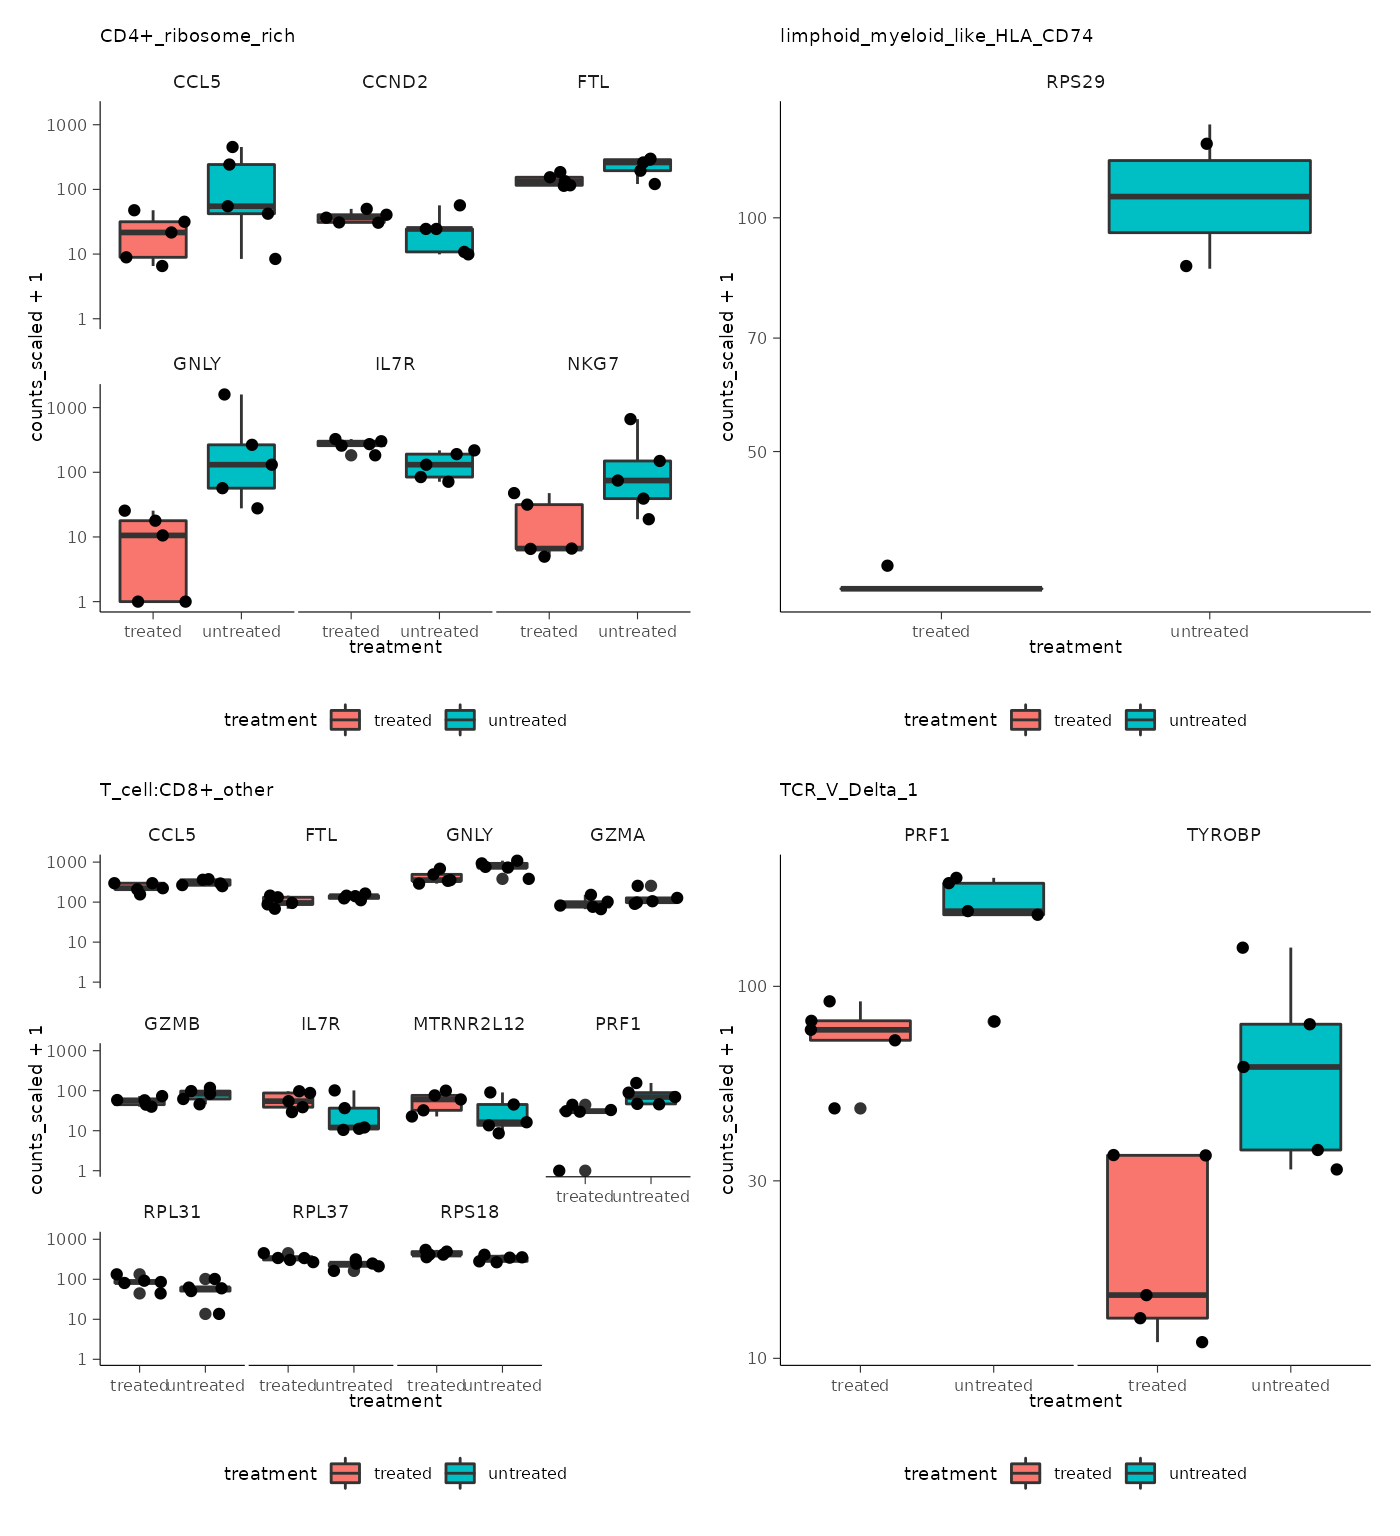 CD4+_ribosome_rich
CCL5 CCND2 FTL
1000
100
10
1
GNLY IL7R NKG7
1000
100
10
1
counts_scaled + 1
treated untreated treated untreated treated untreated
treatment
treatment treated untreated
limphoid_myeloid_like_HLA_CD74
RPS29
100
70
50
counts_scaled + 1
treated untreated
treatment
treatment treated untreated
T_cell:CD8+_other
CCL5 FTL GNLY GZMA
1000
100
10
1
GZMB IL7R MTRNR2L12 PRF1
1000
100
10
1
counts_scaled + 1
treated untreated
RPL31 RPL37 RPS18
1000
100
10
1
treated untreated treated untreated treated untreated
treatment
treatment treated untreated
TCR_V_Delta_1
PRF1 TYROBP
100
30
10
counts_scaled + 1
treated untreated treated untreated
treatment
treatment treated untreated